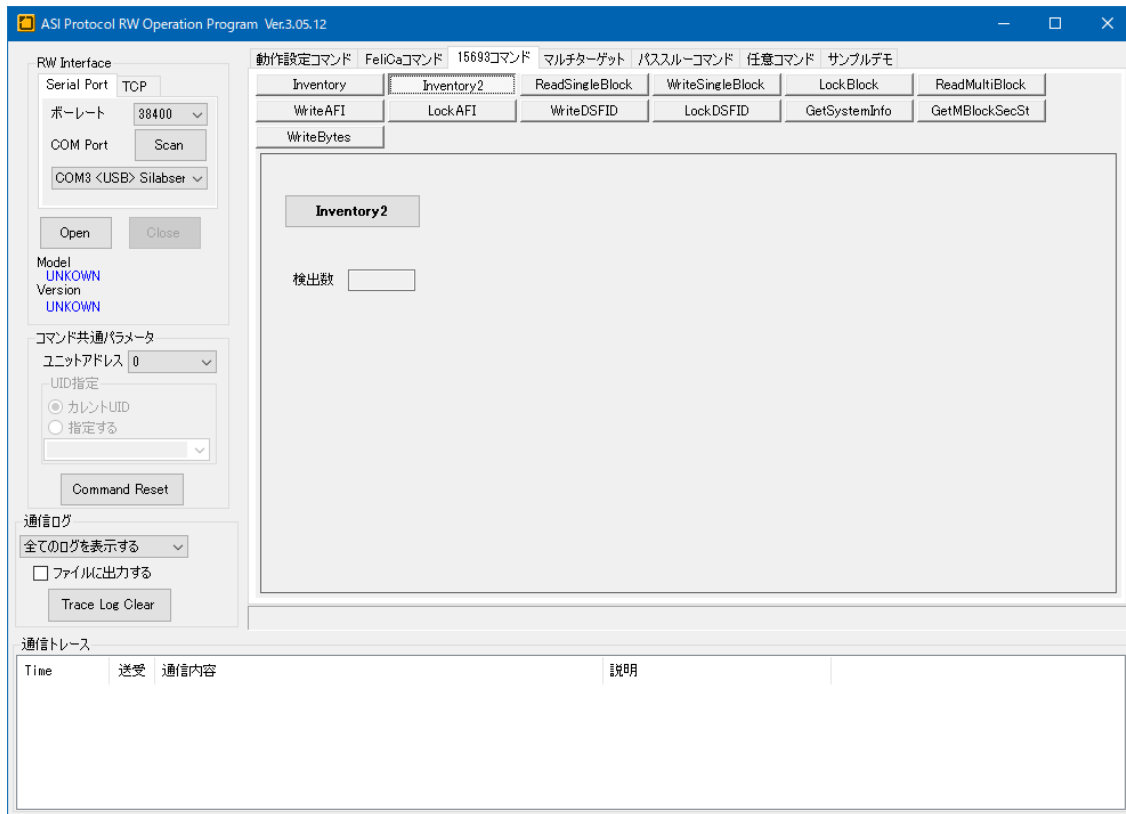 ASI Protocol RW Operation Program Ver.3.05.12
RW Interface
Serial Port TCP
ボーレート 38400
COM Port Scan
COM3 <USB> Silabser
Open Close
Model
UNKOWN
Version
UNKOWN
コマンド共通パラメータ
ユニットアドレス 0
UID指定
カレントUID
指定する
Command Reset
通信ログ
全てのログを表示する
ファイルに出力する
Trace Log Clear
動作設定コマンド FeliCaコマンド 15693コマンド マルチターゲット パススルーコマンド 任意コマンド サンプルデモ
Inventory Inventory2 ReadSingleBlock WriteSingleBlock LockBlock ReadMultiBlock
WriteAFI LockAFI WriteDSFID LockDSFID GetSystemInfo GetMBlockSecSt
WriteBytes
Inventory2
検出数
通信トレース
Time 送受 通信内容 説明